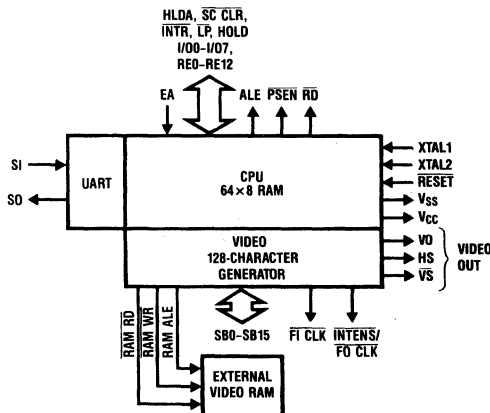 HLDA, SC CLR,
INTR, LP, HOLD
I/O0-I/O7,
RE0-RE12
EA
ALE PSEN RD
SI
SO
UART
CPU
64×8 RAM
XTAL1
XTAL2
RESET
VSS
VCC
VIDEO
128-CHARACTER
GENERATOR
VO
HS
VS
VIDEO
OUT
RAM RD
RAM WR
RAM ALE
SB0-SB15
FI CLK
INTENS/
FO CLK
EXTERNAL
VIDEO RAM